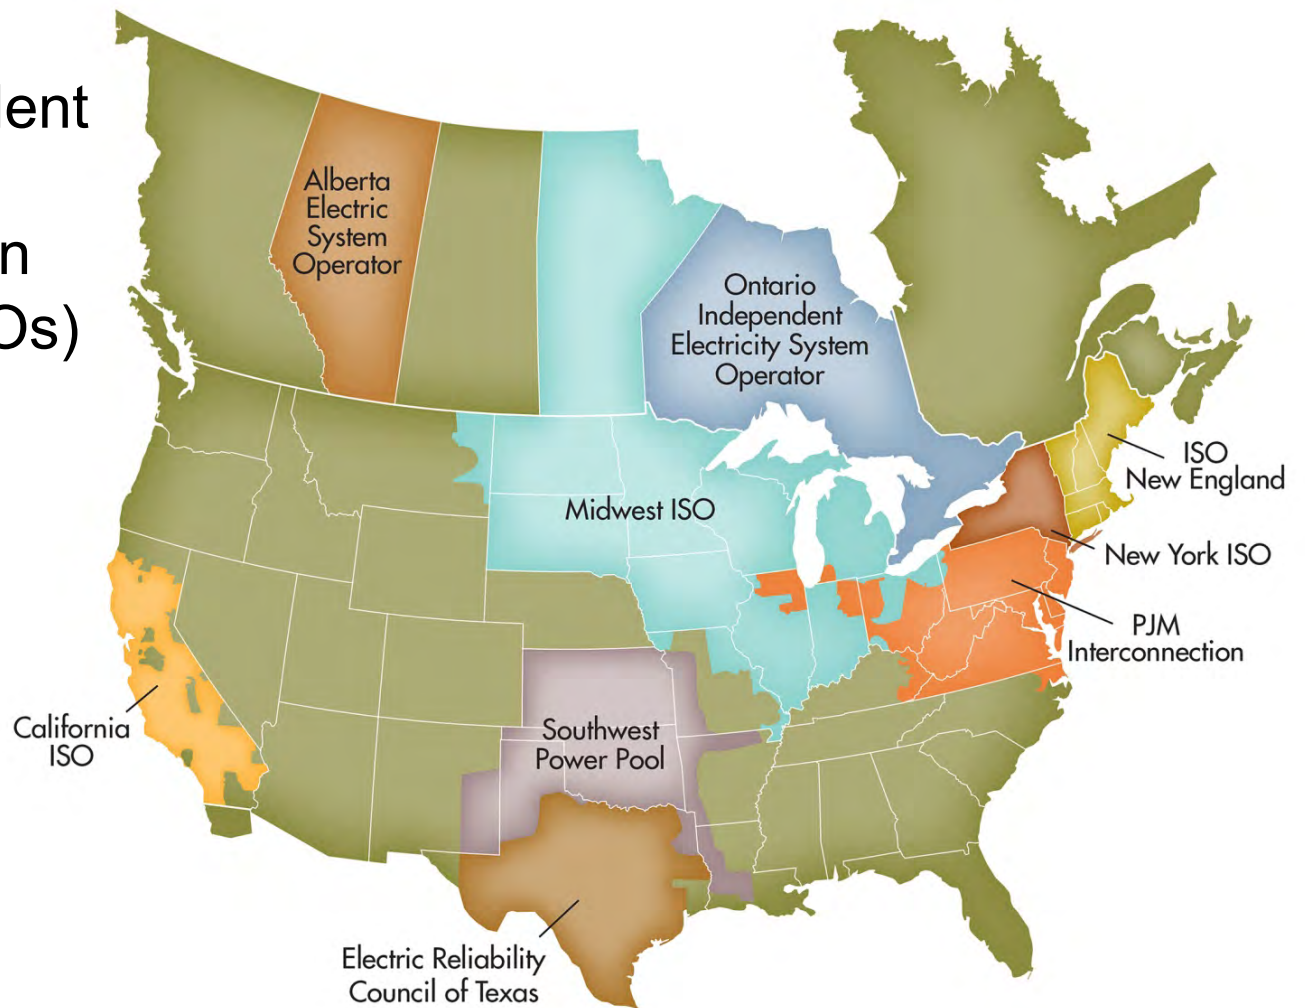 lent
n
Os)
Alberta
Electric
System
Operator
Ontario
Independent
Electricity System
Operator
ISO
New England
Midwest ISO
New York ISO
PJM
Interconnection
California
ISO
Southwest
Power Pool
Electric Reliability
Council of Texas